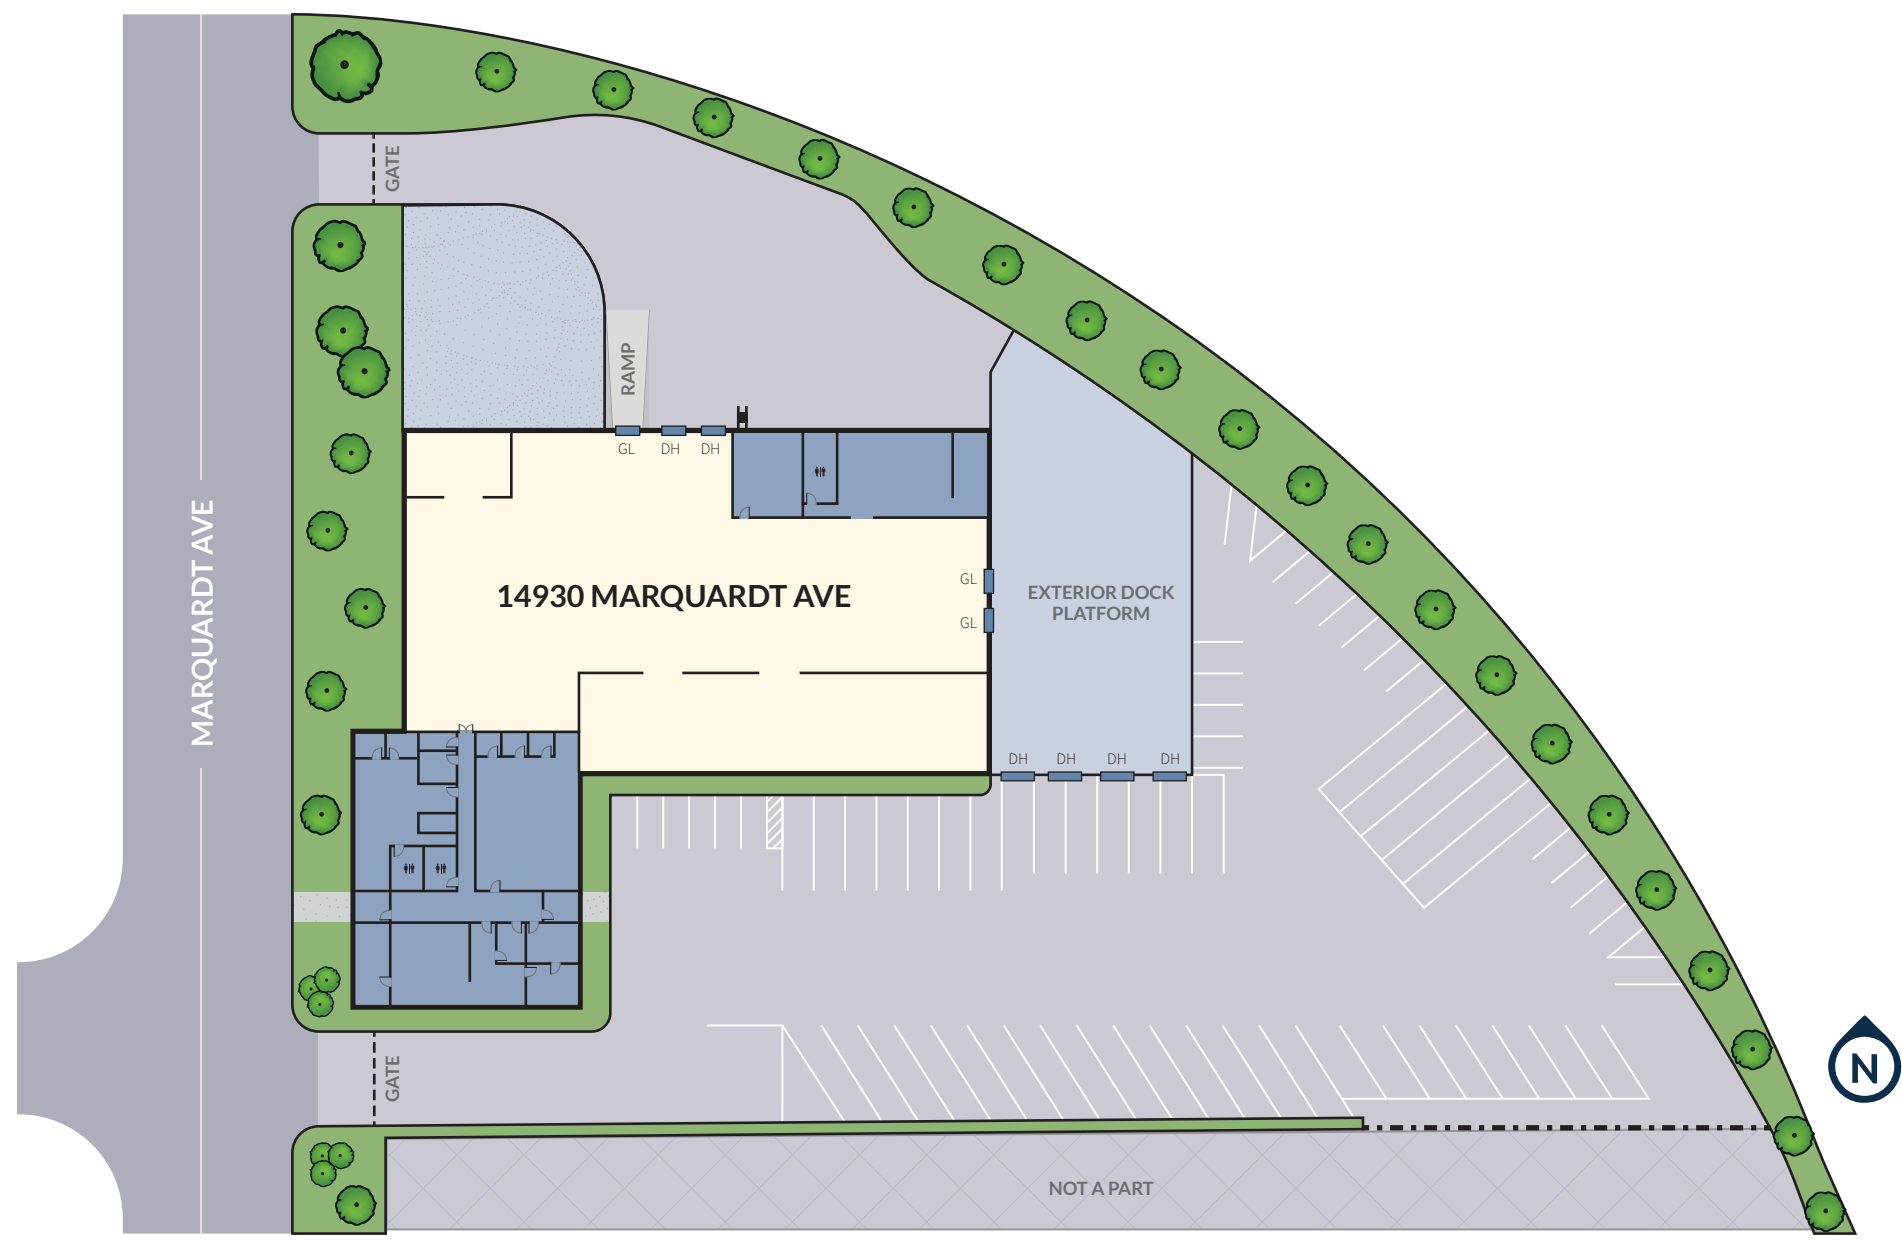 GATE
RAMP
GL
DH
DH
MARQUARDT AVE
14930 MARQUARDT AVE
GL
GL
EXTERIOR DOCK
PLATFORM
DH
DH
DH
DH
GATE
N
NOT A PART